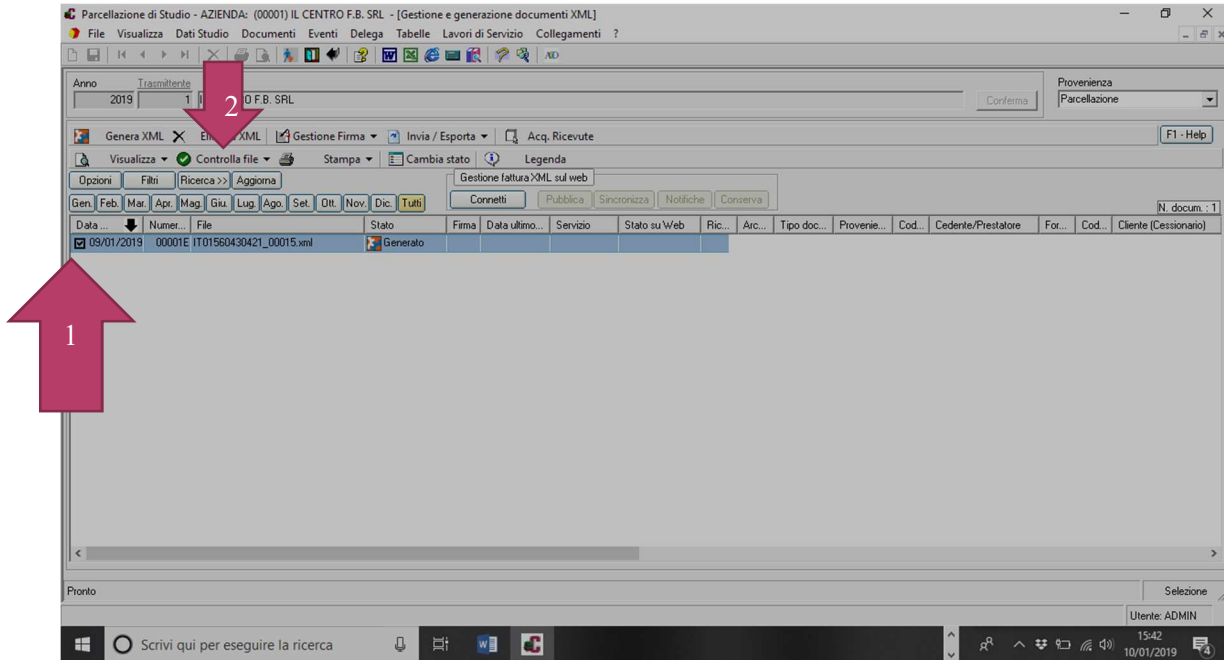 Parcellazione di Studio - AZIENDA: (00001) IL CENTRO F.B. SRL - [Gestione e generazione documenti XML]
File Visualizza Dati Studio Documenti Eventi Delega Tabelle Lavori di Servizio Collegamenti ?
Anno Trasmittente Provenienza
2019 1 F.B. SRL Conferma Parcellazione
2
Genera XML XML Gestione Firma Invia / Esporta Acq. Ricevute F1 - Help
Visualizza Controlla file Stampa Cambia stato Legenda
Opzioni Filtri Ricerca >> Aggiorna Gestione fattura XML sul web
Gen. Feb. Mar. Apr. Mag. Giu. Lug. Ago. Set. Ott. Nov. Dic. Tutti Connetti Pubblica Sincronizza Notifiche Conserva N. docum. : 1
Data ... Numer... File Stato Firma Data ultimo... Servizio Stato su Web Ric... Arc... Tipo doc... Provenie... Cod... Cedente/Prestatore For... Cod... Cliente (Cessionario)
09/01/2019 00001E IT01560430421_00015.xml Generato
1
Pronto Selezione
Utente: ADMIN
Scrivi qui per eseguire la ricerca 15:42
10/01/2019 4